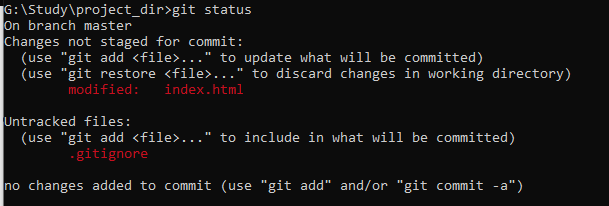 G:\Study\project_dir>git status
On branch master
Changes not staged for commit:
  (use "git add <file>..." to update what will be committed)
  (use "git restore <file>..." to discard changes in working directory)
        modified:   index.html

Untracked files:
  (use "git add <file>..." to include in what will be committed)
        .gitignore

no changes added to commit (use "git add" and/or "git commit -a")